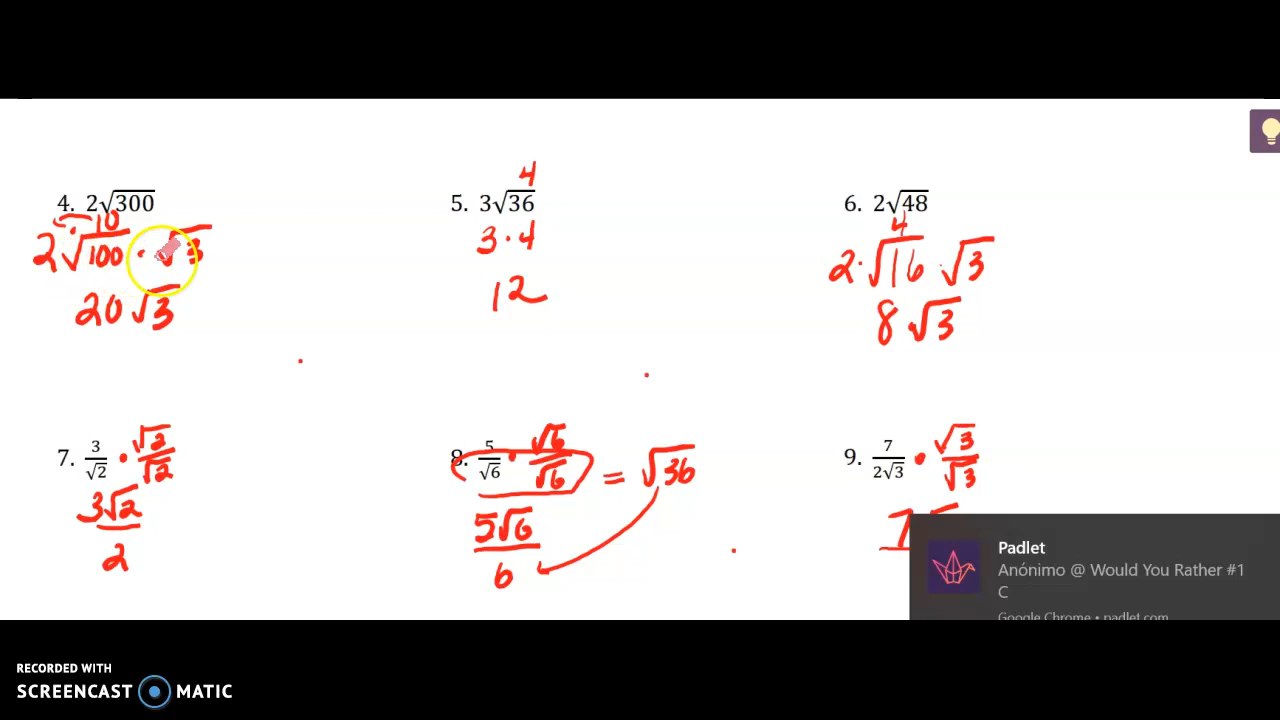 4. 2√300
10
2 · √100 · √3
20√3
5. 3√36
4
3 · 4
12
6. 2√48
4
2 · √16 · √3
8√3
7. 3/√2 · √2/√2
3√2/2
8. 5/√6 · √6/√6 = √36
5√6/6
9. 7/2√3 · √3/√3
7√
Padlet
Anónimo @ Would You Rather #1
C
Google Chrome • padlet.com
RECORDED WITH
SCREENCAST MATIC